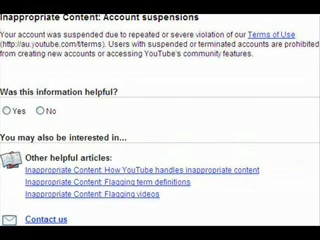 Inappropriate Content: Account suspensions
Your account was suspended due to repeated or severe violation of our Terms of Use
(http://au.youtube.com/t/terms). Users with suspended or terminated accounts are prohibited
from creating new accounts or accessing YouTube's community features.
Was this information helpful?
Yes No
You may also be interested in...
Other helpful articles:
Inappropriate Content: How YouTube handles inappropriate content
Inappropriate Content: Flagging term definitions
Inappropriate Content: Flagging videos
Contact us